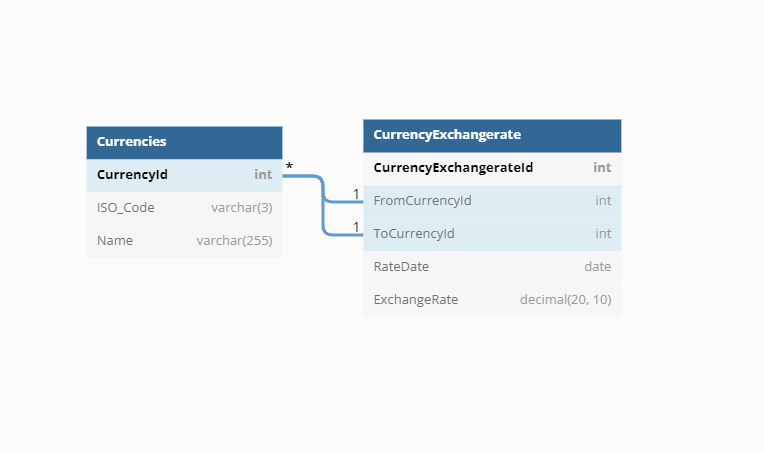 Currencies
CurrencyId int
ISO_Code varchar(3)
Name varchar(255)
*
1
1
CurrencyExchangerate
CurrencyExchangerateId int
FromCurrencyId int
ToCurrencyId int
RateDate date
ExchangeRate decimal(20, 10)